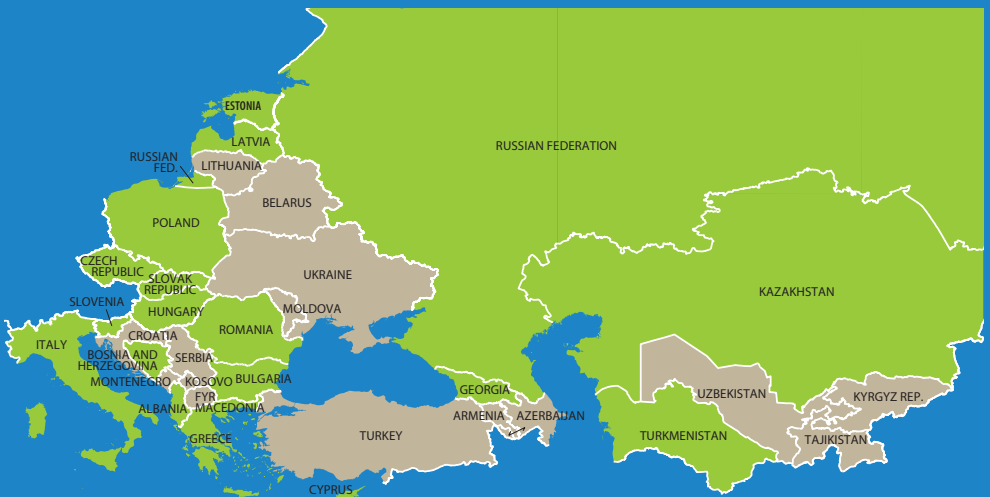 ESTONIA
LATVIA
RUSSIAN
FED.
LITHUANIA
RUSSIAN FEDERATION
BELARUS
POLAND
CZECH
REPUBLIC
SLOVAK
REPUBLIC
UKRAINE
KAZAKHSTAN
SLOVENIA
HUNGARY
MOLDOVA
ROMANIA
CROATIA
ITALY
BOSNIA AND
HERZEGOVINA
SERBIA
MONTENEGRO
KOSOVO
BULGARIA
FYR
MACEDONIA
ALBANIA
GREECE
GEORGIA
ARMENIA
AZERBAIJAN
TURKEY
CYPRUS
UZBEKISTAN
KYRGYZ REP.
TURKMENISTAN
TAJIKISTAN